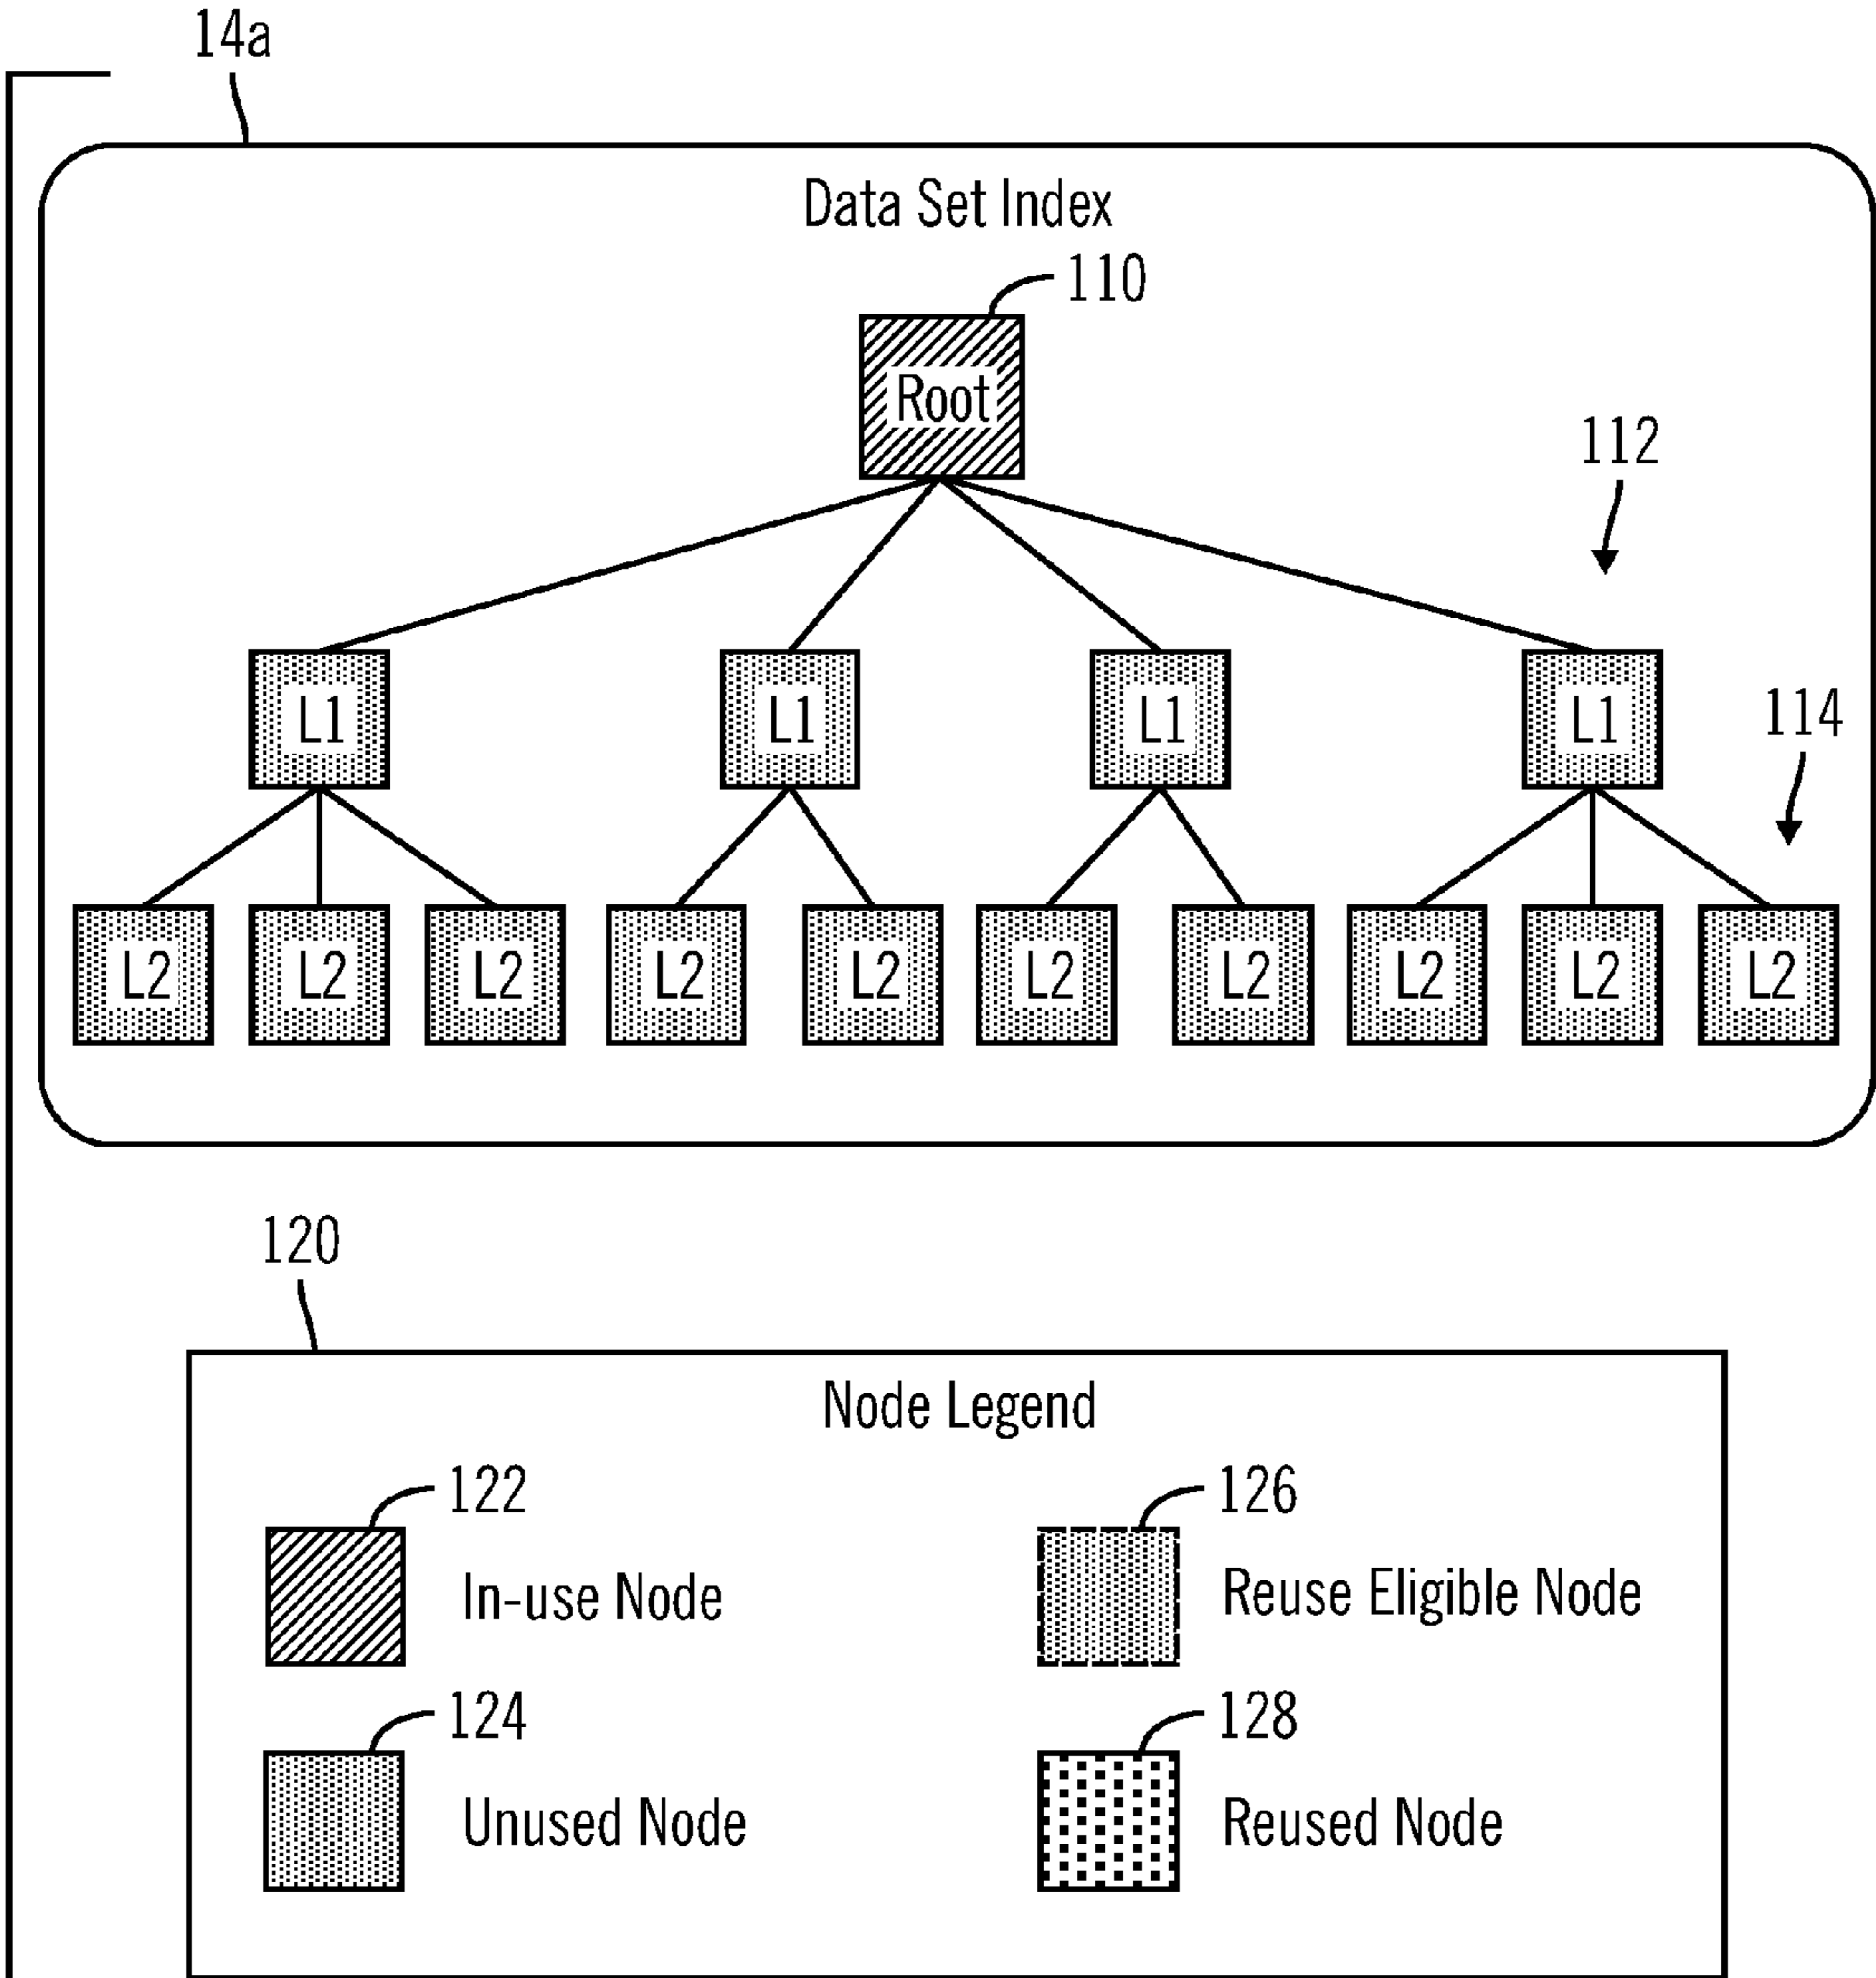 14a
Data Set Index
110
Root
112
L1 L1 L1 L1
114
L2 L2 L2 L2 L2 L2 L2 L2 L2 L2
120
Node Legend
122
In-use Node
126
Reuse Eligible Node
124
Unused Node
128
Reused Node